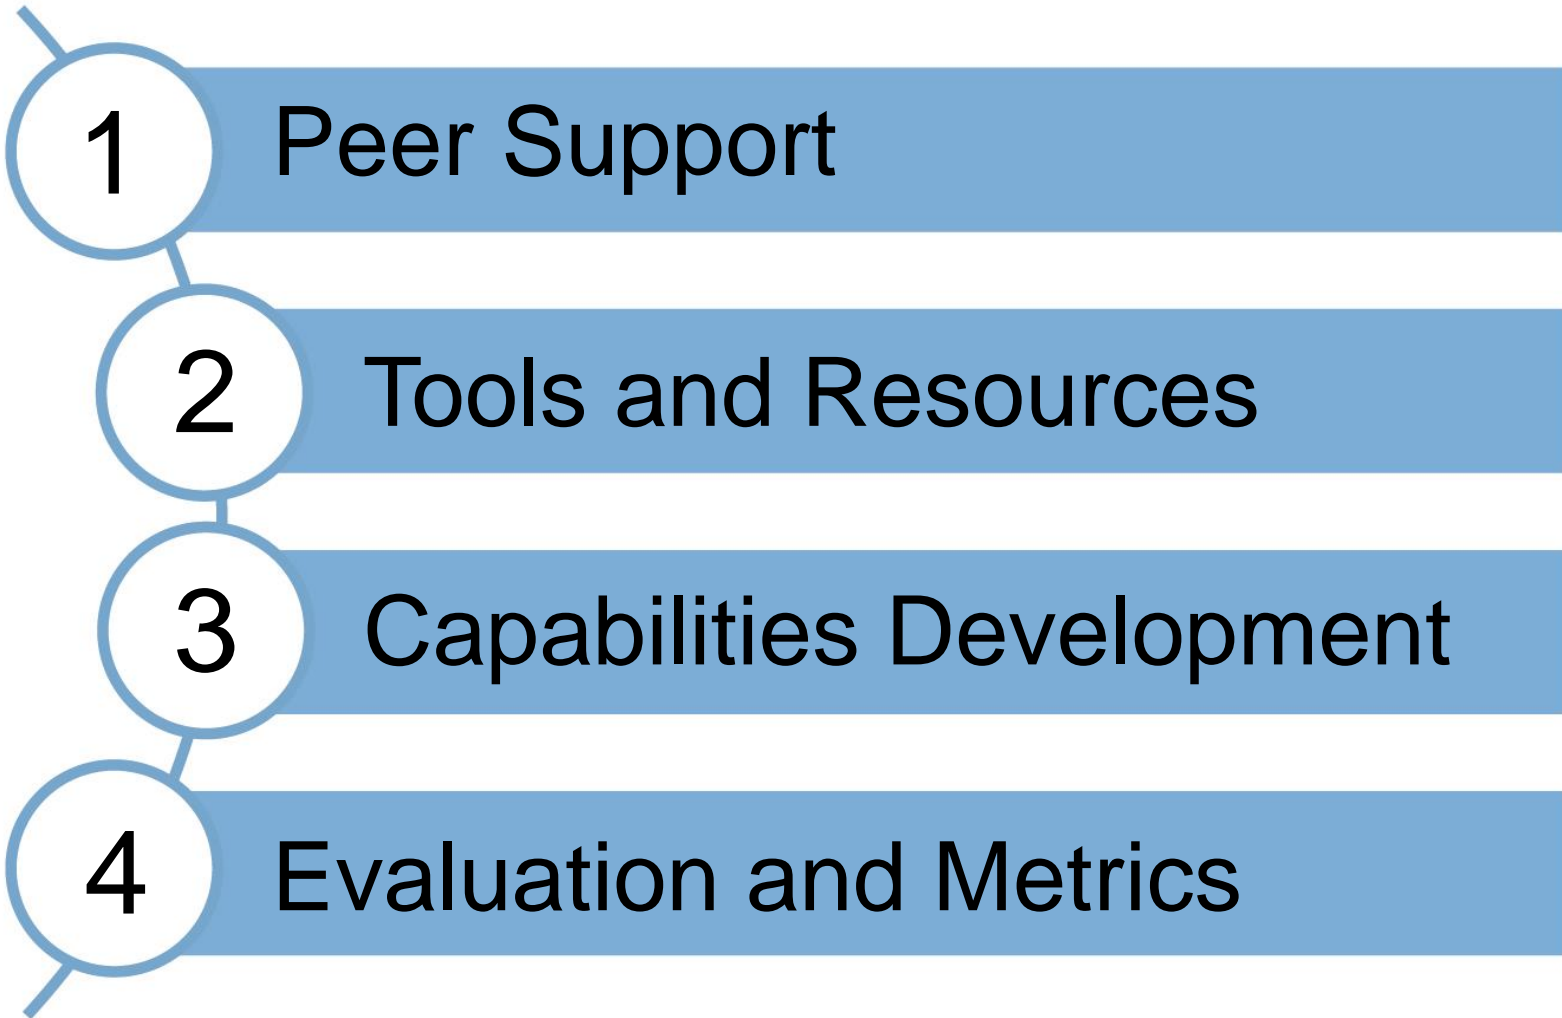 1 Peer Support
2 Tools and Resources
3 Capabilities Development
4 Evaluation and Metrics